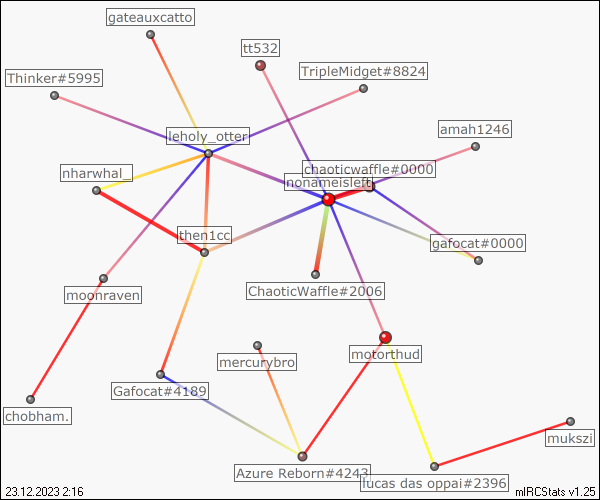 gateauxcatto
tt532
Thinker#5995
TripleMidget#8824
leholy_otter
amah1246
chaoticwaffle#0000
nharwhal_
nonameisleft
then1cc
gafocat#0000
moonraven
ChaoticWaffle#2006
motorthud
mercurybro
Gafocat#4189
chobham.
mukszi
Azure Reborn#4243
lucas das oppai#2396
23.12.2023 2:16
mIRCStats v1.25